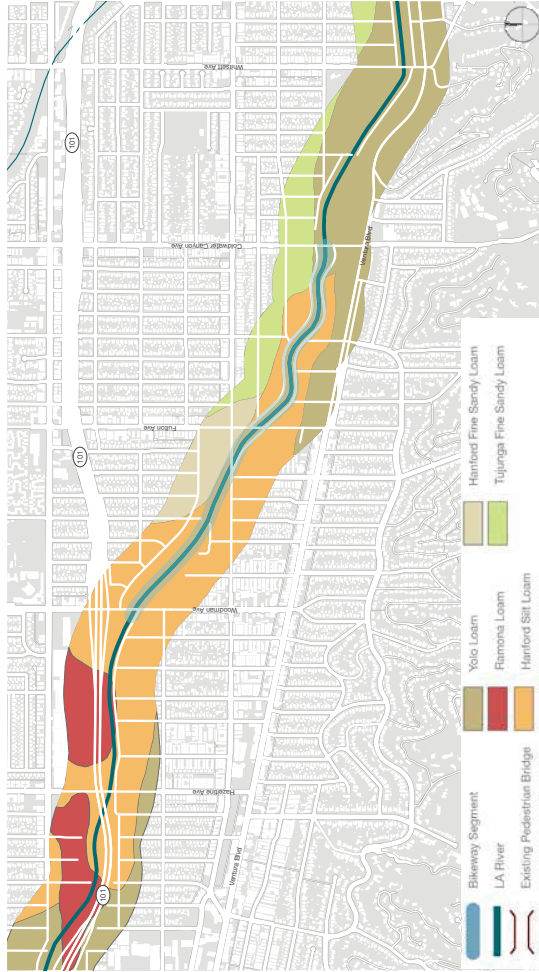 Whitsett Ave
101
Coldwater Canyon Ave
Ventura Blvd
Fulton Ave
101
Woodman Ave
Hazeltine Ave
Ventura Blvd
101
Bikeway Segment
LA River
Existing Pedestrian Bridge
Yolo Loam
Ramona Loam
Hanford Silt Loam
Hanford Fine Sandy Loam
Tujunga Fine Sandy Loam